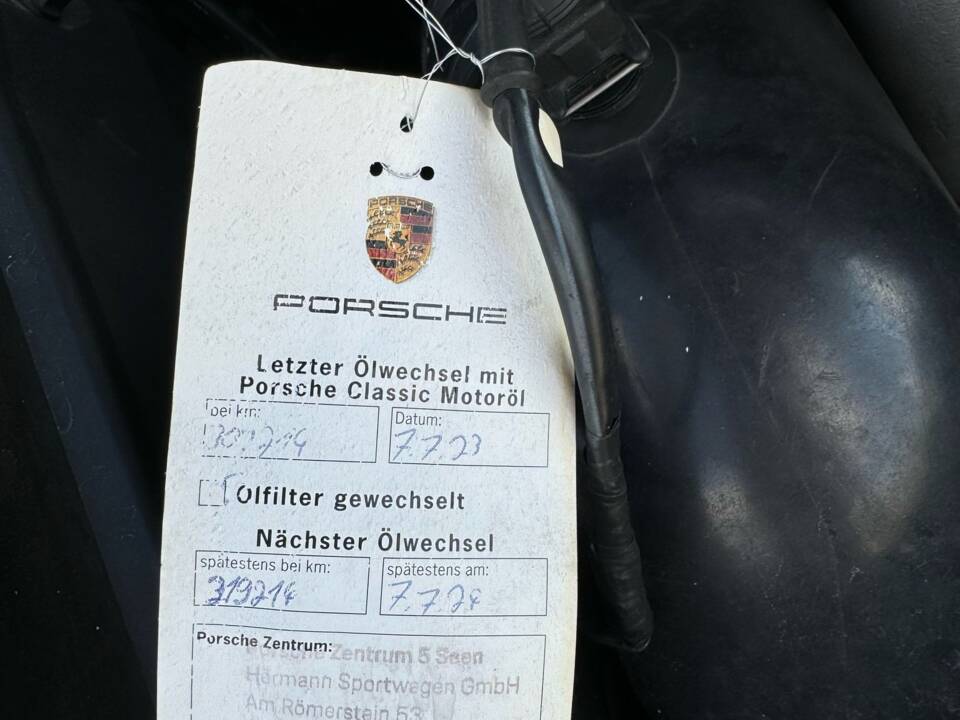 PORSCHE
PORSCHE
Letzter Ölwechsel mit
Porsche Classic Motoröl
bei km:
Datum:
7.7.23
Ölfilter gewechselt
Nächster Ölwechsel
spätestens bei km:
spätestens am:
319214
7.7.24
Porsche Zentrum:
Porsche Zentrum 5 Seen
Hörmann Sportwagen GmbH
Am Römerstein 53